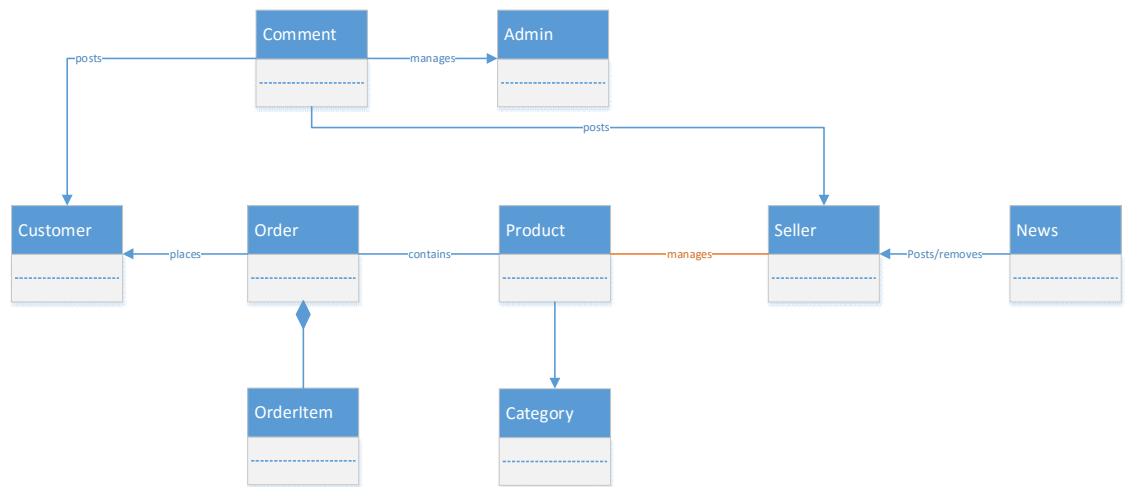 Comment
Admin
posts
manages
posts
Customer
Order
Product
Seller
News
places
contains
manages
Posts/removes
OrderItem
Category